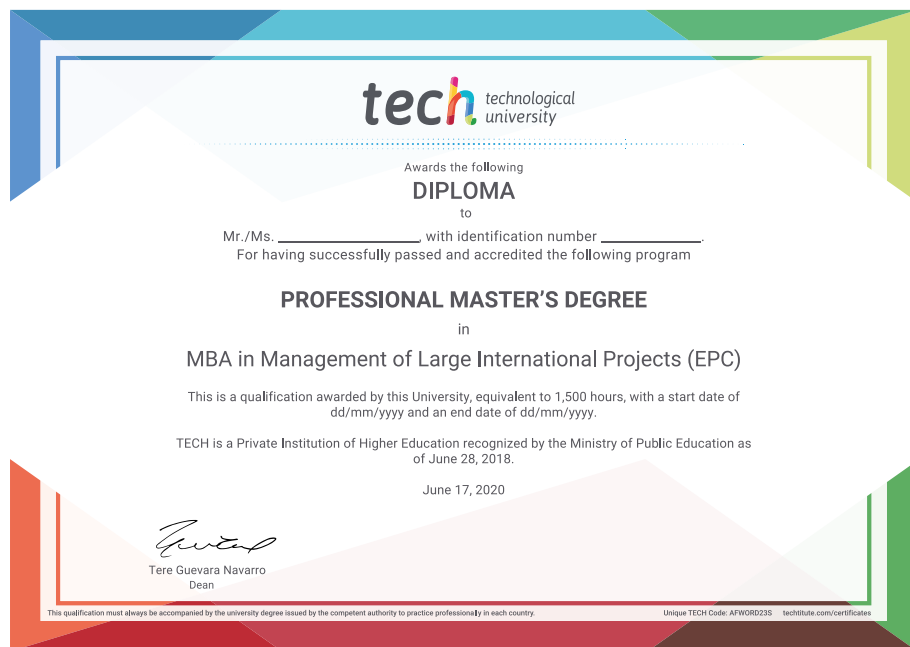 tech technological
university
Awards the following
DIPLOMA
to
Mr./Ms. ____________________, with identification number ______________.
For having successfully passed and accredited the following program
PROFESSIONAL MASTER'S DEGREE
in
MBA in Management of Large International Projects (EPC)
This is a qualification awarded by this University, equivalent to 1,500 hours, with a start date of
dd/mm/yyyy and an end date of dd/mm/yyyy.
TECH is a Private Institution of Higher Education recognized by the Ministry of Public Education as
of June 28, 2018.
June 17, 2020
Tere Guevara Navarro
Dean
This qualification must always be accompanied by the university degree issued by the competent authority to practice professionally in each country.
Unique TECH Code: AFWORD23S techtitute.com/certificates